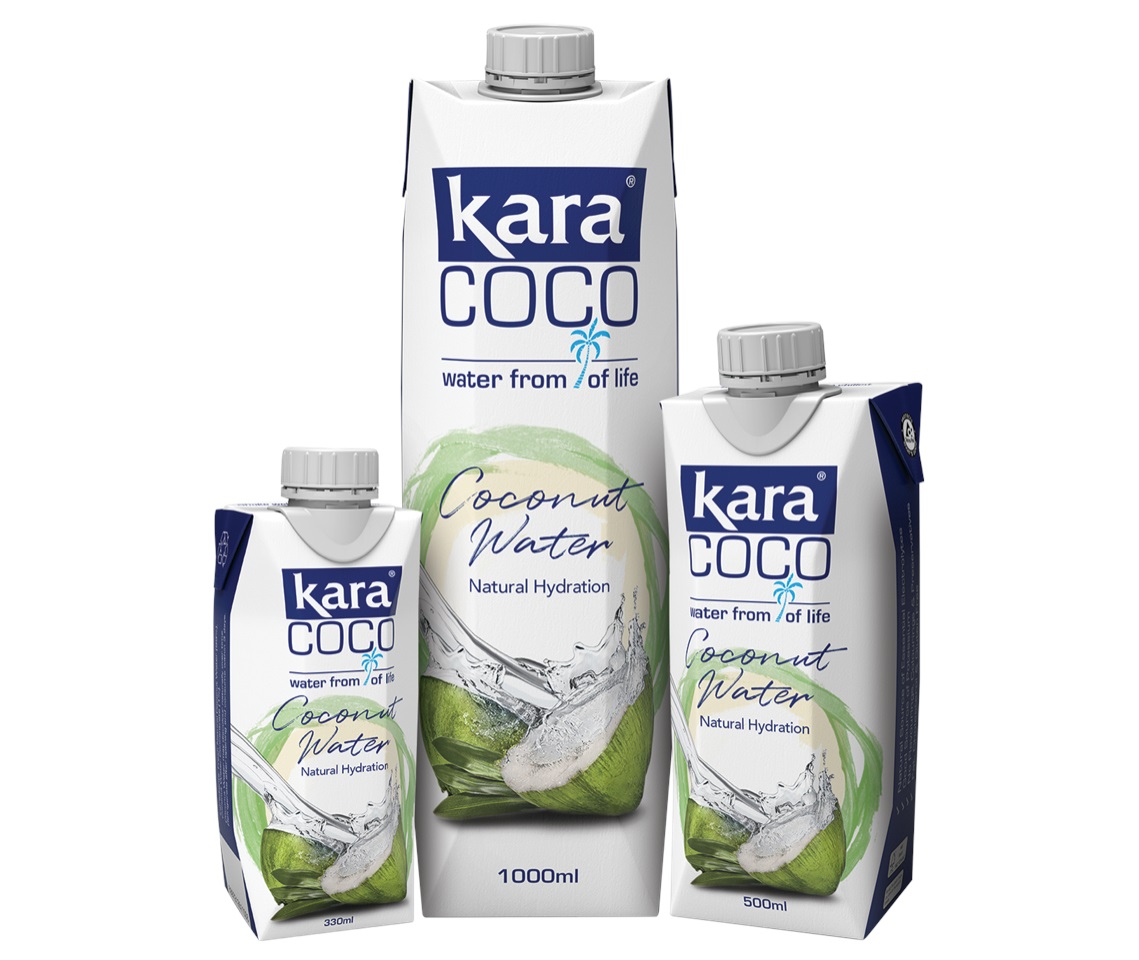 kara®
COCO
water from of life
Coconut
Water
Natural Hydration
1000ml
kara®
COCO
water from of life
Coconut
Water
Natural Hydration
330ml
kara®
COCO
water from of life
Coconut
Water
Natural Hydration
500ml